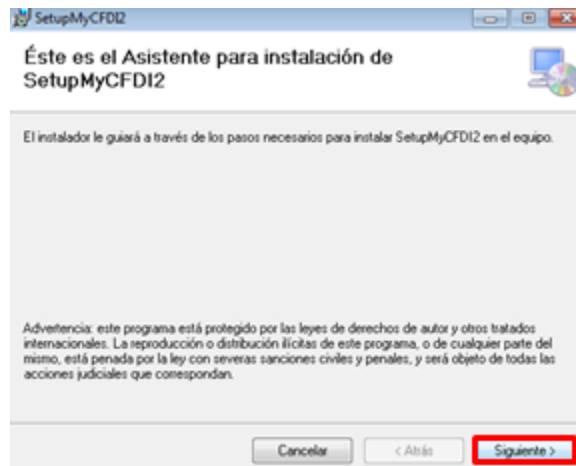 SetupMyCFDI2
Éste es el Asistente para instalación de
SetupMyCFDI2
El instalador le guiará a través de los pasos necesarios para instalar SetupMyCFDI2 en el equipo.
Advertencia: este programa está protegido por las leyes de derechos de autor y otros tratados
internacionales. La reproducción o distribución ilícitas de este programa, o de cualquier parte del
mismo, está penada por la ley con severas sanciones civiles y penales, y será objeto de todas las
acciones judiciales que correspondan.
Cancelar
< Atrás
Siguiente >